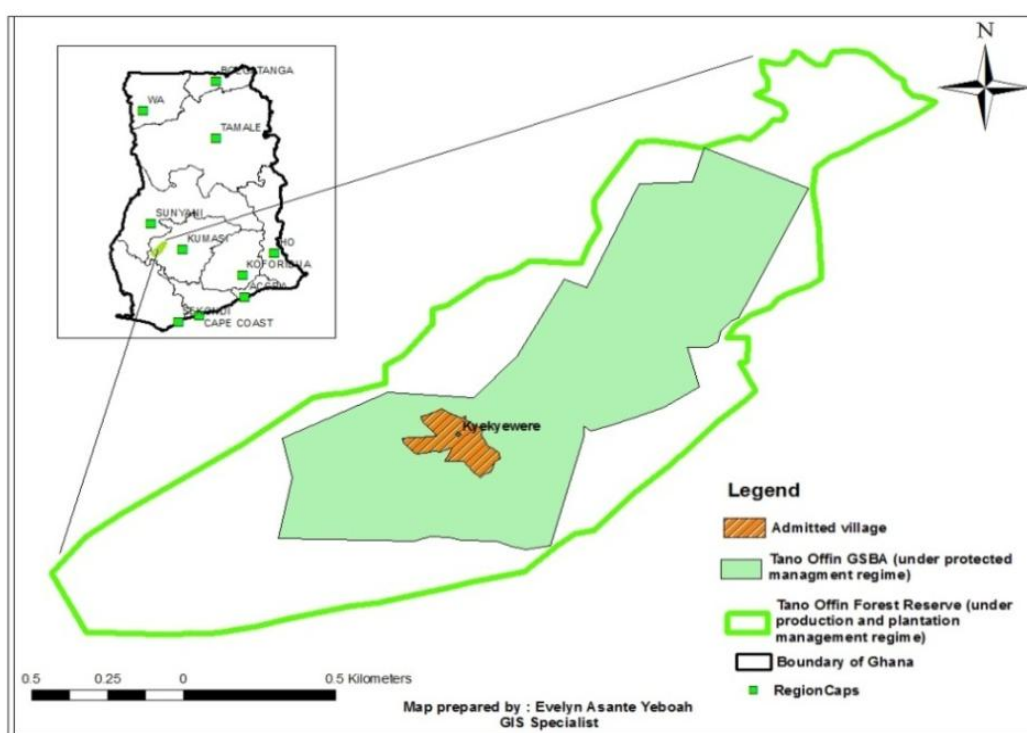 N
BOLGATANGA
WA
TAMALE
SUNYANI
KUMASI
HO
KOFORIDUA
ACCRA
SEKONDI
CAPE COAST
Kyekyewere
Legend
Admitted village
Tano Offin GSBA (under protected
managment regime)
Tano Offin Forest Reserve (under
production and plantation
management regime)
Boundary of Ghana
RegionCaps
0.5 0.25 0 0.5 Kilometers
Map prepared by : Evelyn Asante Yeboah
GIS Specialist